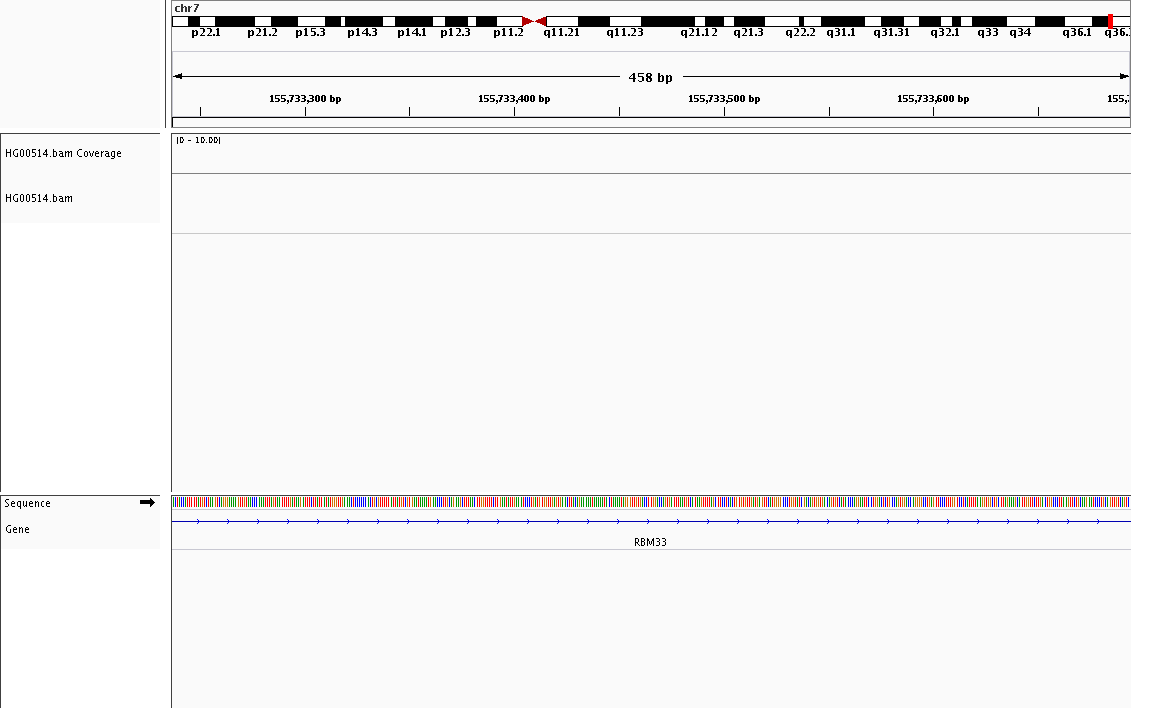 chr7
p22.1 p21.2 p15.3 p14.3 p14.1 p12.3 p11.2 q11.21 q11.23 q21.12 q21.3 q22.2 q31.1 q31.31 q32.1 q33 q34 q36.1 q36.
458 bp
155,733,300 bp 155,733,400 bp 155,733,500 bp 155,733,600 bp 155,7
[0 - 10.00]
HG00514.bam Coverage
HG00514.bam
Sequence
Gene
RBM33